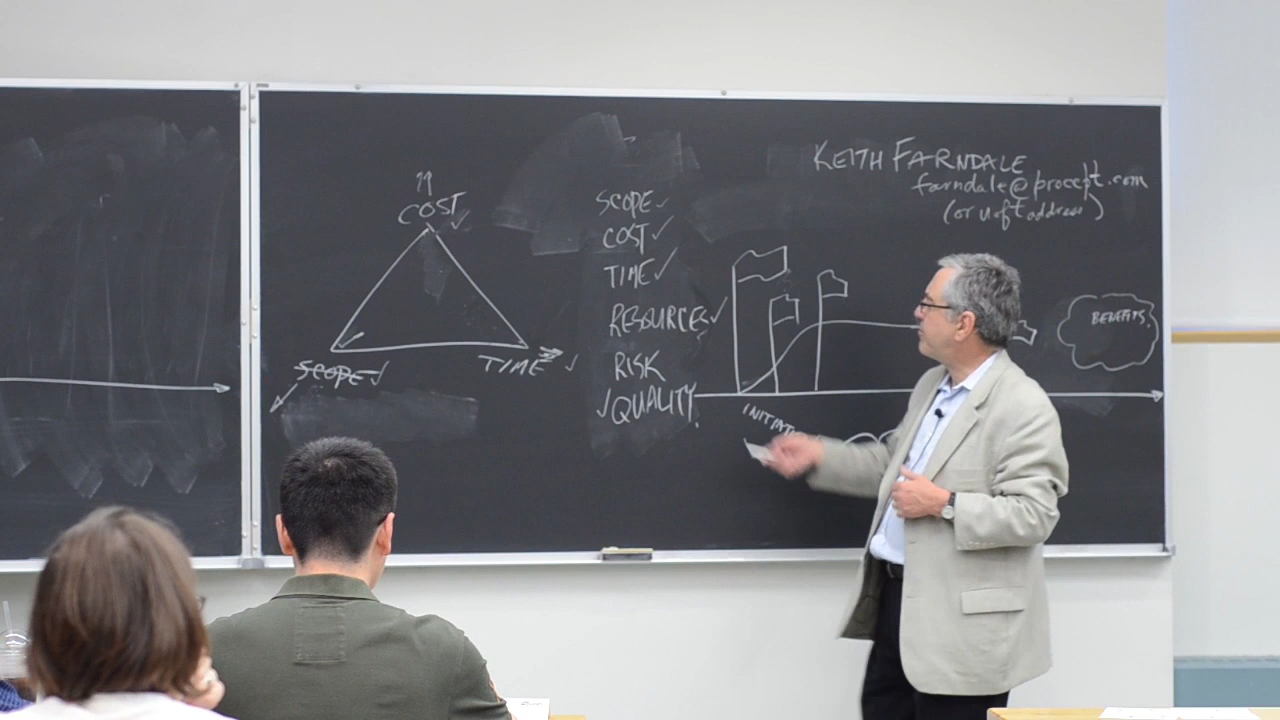 COST
SCOPE
TIME
SCOPE
COST
TIME
RESOURCES
RISK
QUALITY
KEITH FARNDALE
farndale@procept.com
(or uoft address)
BENEFITS